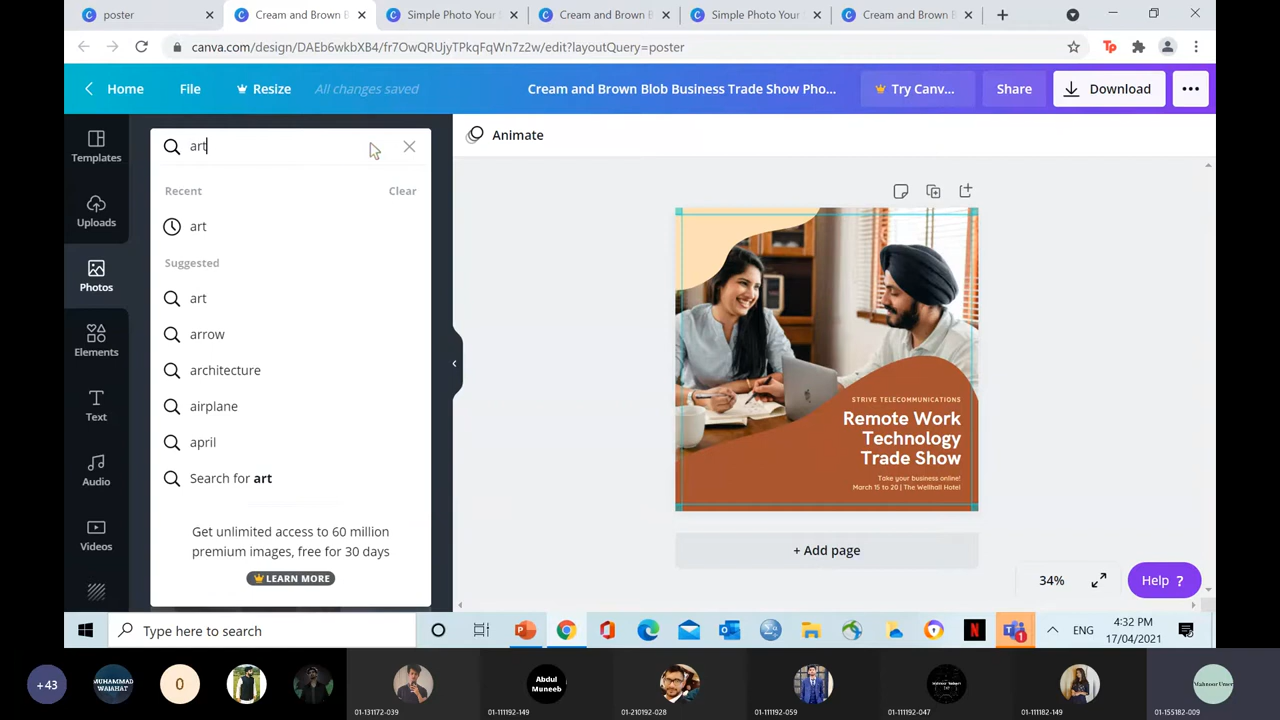 poster
Cream and Brown B
Simple Photo Your
Cream and Brown B
Simple Photo Your
Cream and Brown B
canva.com/design/DAEb6wkbXB4/fr7OwQRUjyTPkqFqWn7z2w/edit?layoutQuery=poster
Tp
Home
File
Resize
All changes saved
Cream and Brown Blob Business Trade Show Pho...
Try Canv...
Share
Download
Templates
Uploads
Photos
Elements
Text
Audio
Videos
art
Recent
Clear
art
Suggested
art
arrow
architecture
airplane
april
Search for art
Get unlimited access to 60 million
premium images, free for 30 days
LEARN MORE
Animate
STRIVE TELECOMMUNICATIONS
Remote Work
Technology
Trade Show
Take your business online!
March 15 to 20 | The Wellhall Hotel
+ Add page
34%
Help ?
Type here to search
ENG
4:32 PM
17/04/2021
+43
MUHAMMAD
0
Abdul
Muneeb
Mahnoor Umer
01-131172-039
01-111192-149
01-210192-028
01-111192-059
01-111192-047
01-111182-149
01-155182-009